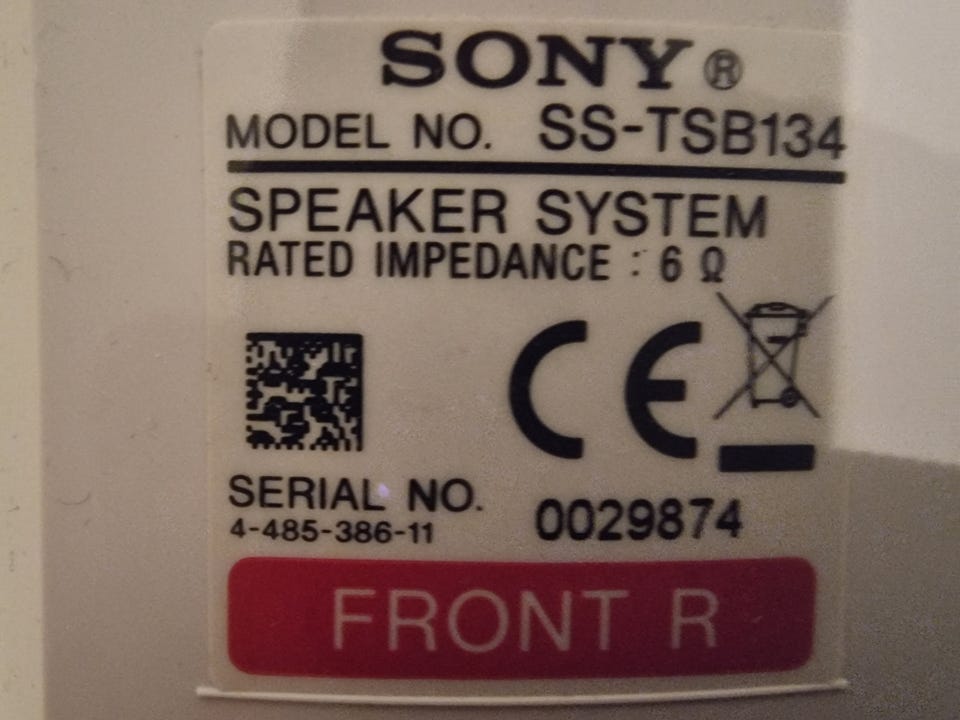 SONY®
MODEL NO. SS-TSB134
SPEAKER SYSTEM
RATED IMPEDANCE : 6 Ω
CE
SERIAL NO. 0029874
4-485-386-11
FRONT R